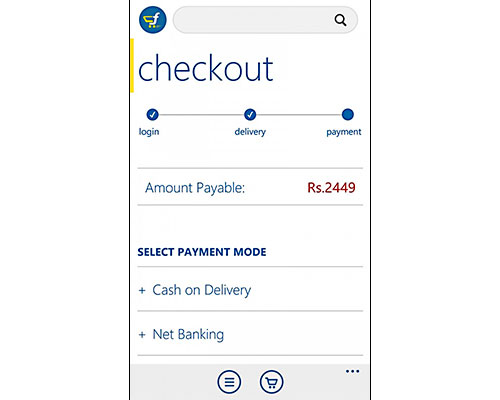 f
checkout
login delivery payment
Amount Payable: Rs.2449
SELECT PAYMENT MODE
+ Cash on Delivery
+ Net Banking